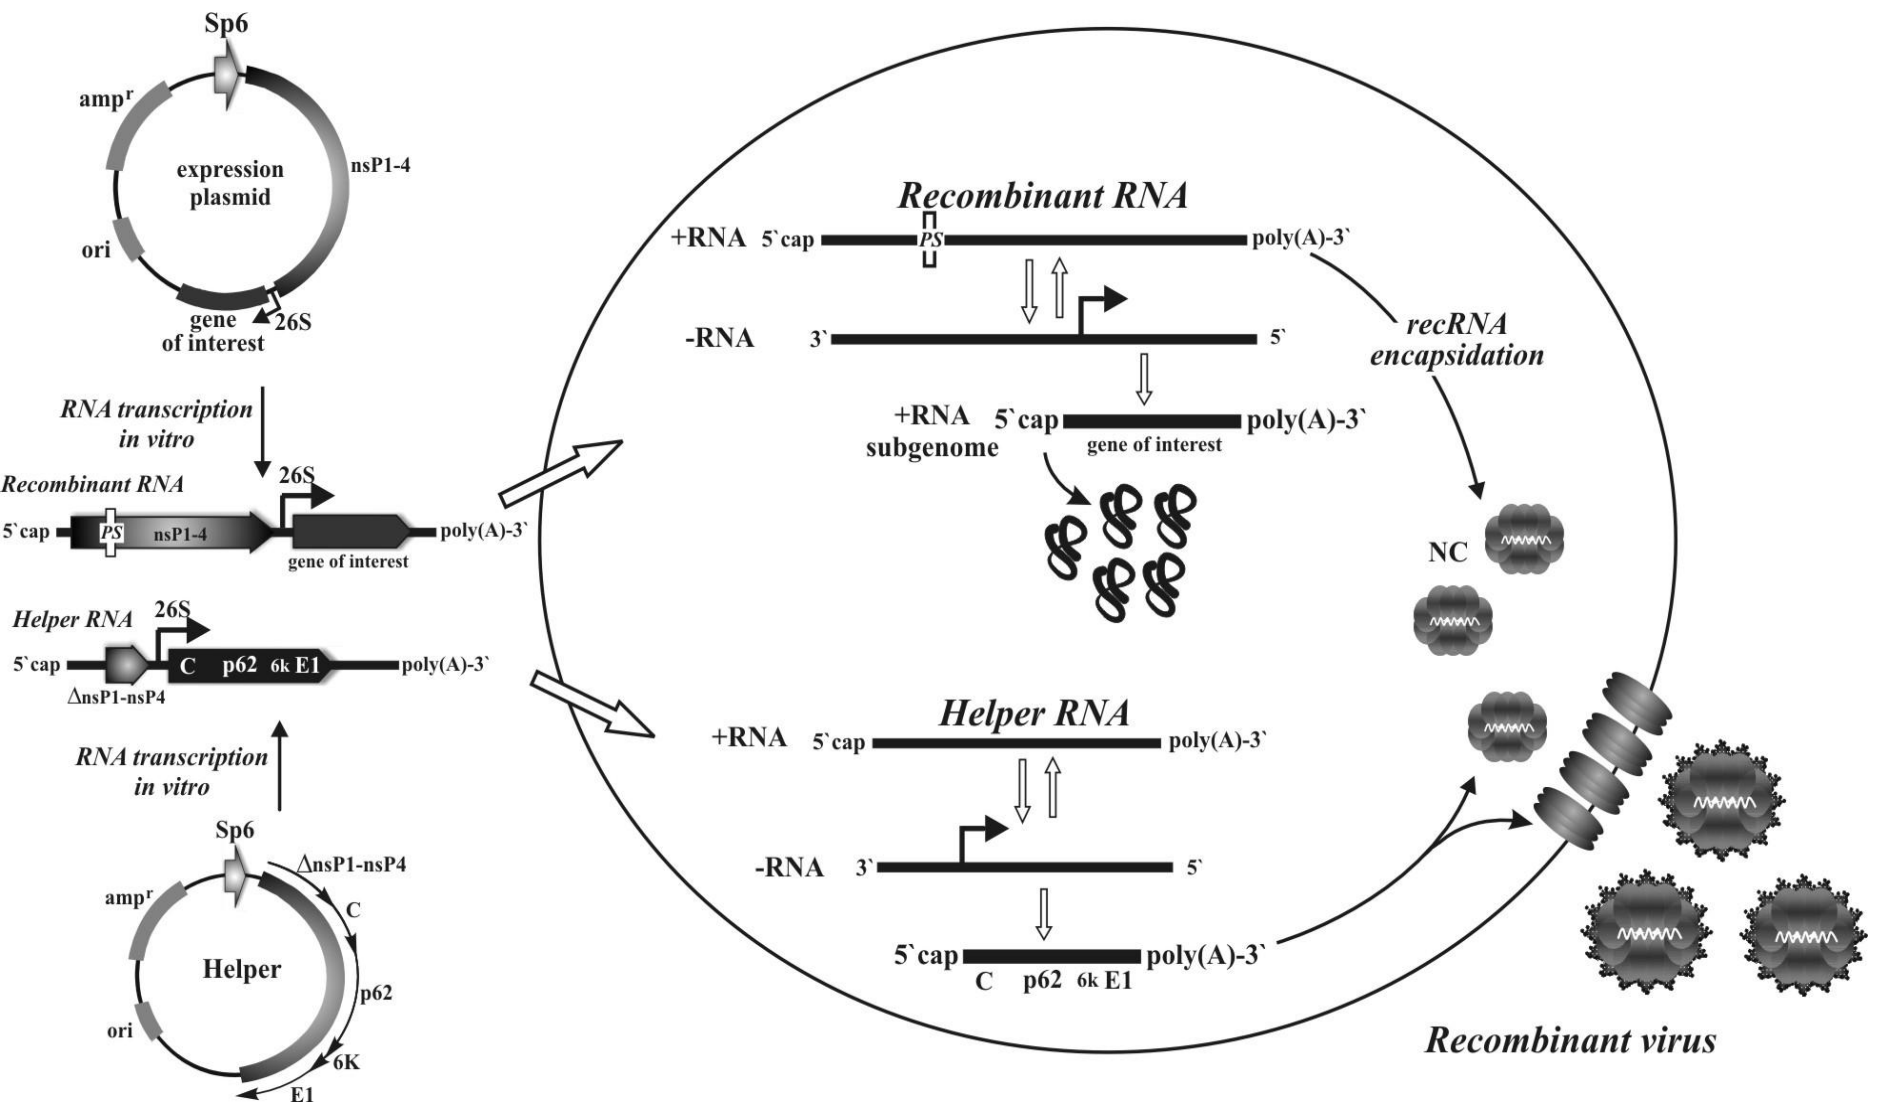 Sp6
ampʳ
expression
plasmid
nsP1-4
ori
gene
of interest
26S
RNA transcription
in vitro
Recombinant RNA
26S
5`cap
PS
nsP1-4
poly(A)-3`
gene of interest
Helper RNA
26S
5`cap
C p62 6k E1
poly(A)-3`
ΔnsP1-nsP4
RNA transcription
in vitro
Sp6
ΔnsP1-nsP4
ampʳ
C
Helper
p62
ori
6K
E1
Recombinant RNA
+RNA 5`cap
PS
poly(A)-3`
-RNA 3`
5`
+RNA
subgenome
5`cap
poly(A)-3`
gene of interest
recRNA
encapsidation
NC
Helper RNA
+RNA 5`cap
poly(A)-3`
-RNA 3`
5`
5`cap
poly(A)-3`
C p62 6k E1
Recombinant virus